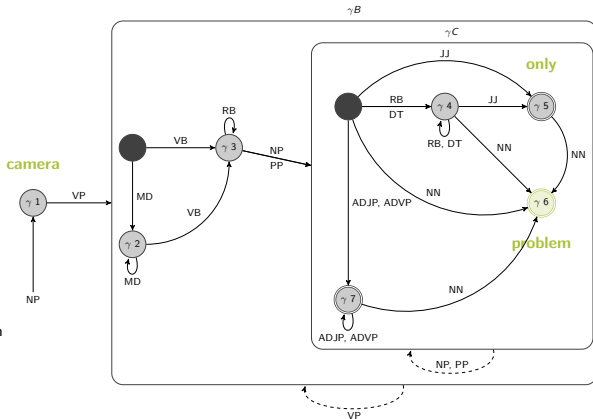 γB
γC
JJ
only
RB
RB
DT
γ 4
JJ
γ 5
VB
γ 3
NP
PP
RB, DT
NN
NN
camera
γ 1
VP
MD
VB
NN
ADJP, ADVP
γ 6
γ 2
problem
MD
NN
NP
γ 7
n
ADJP, ADVP
NP, PP
VP